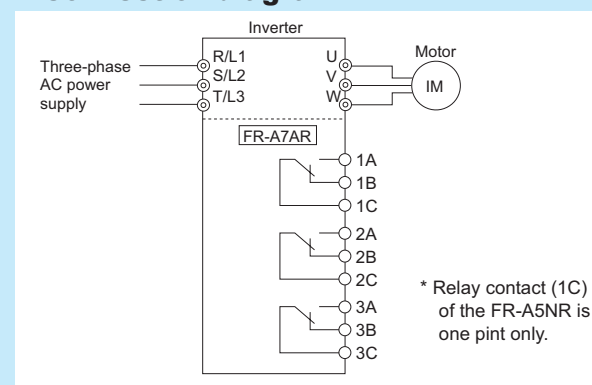 Inverter
Three-phase
AC power
supply
R/L1
S/L2
T/L3
U
V
W
Motor
IM
FR-A7AR
1A
1B
1C
2A
2B
2C
3A
3B
3C
* Relay contact (1C)
of the FR-A5NR is
one pint only.